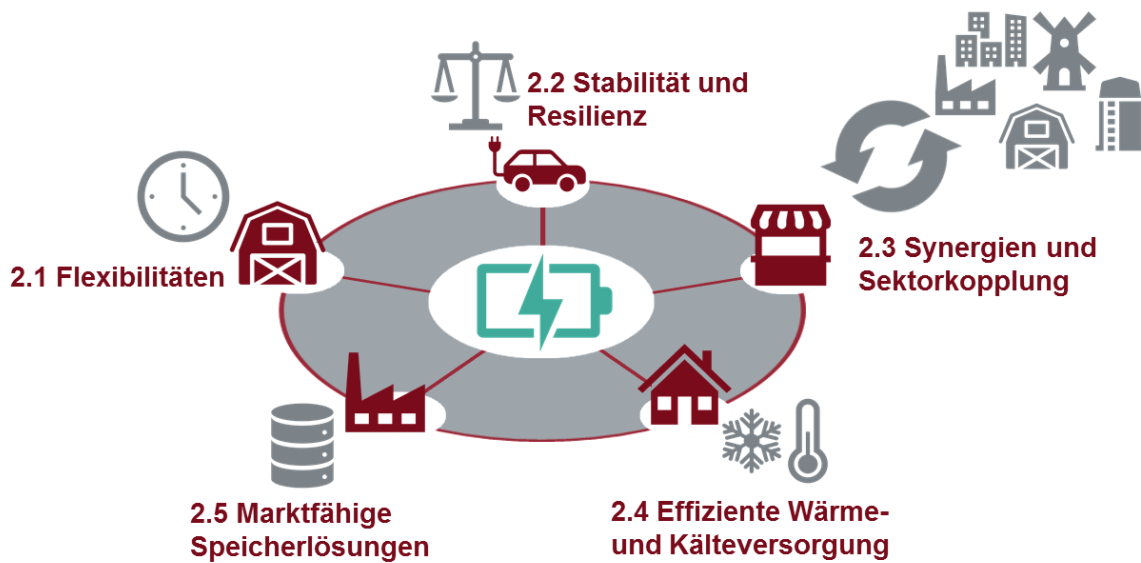 2.2 Stabilität und
Resilienz
2.1 Flexibilitäten
2.3 Synergien und
Sektorkopplung
2.5 Marktfähige
Speicherlösungen
2.4 Effiziente Wärme-
und Kälteversorgung